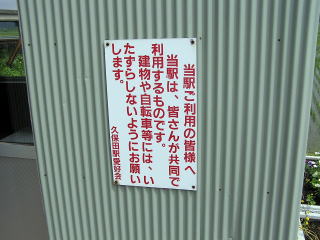 当駅ご利用の皆様へ
当駅は、皆さんが共同で
利用するものです。
建物や自転車等には、い
たずらしないようにお願い
します。
久保田駅愛好会